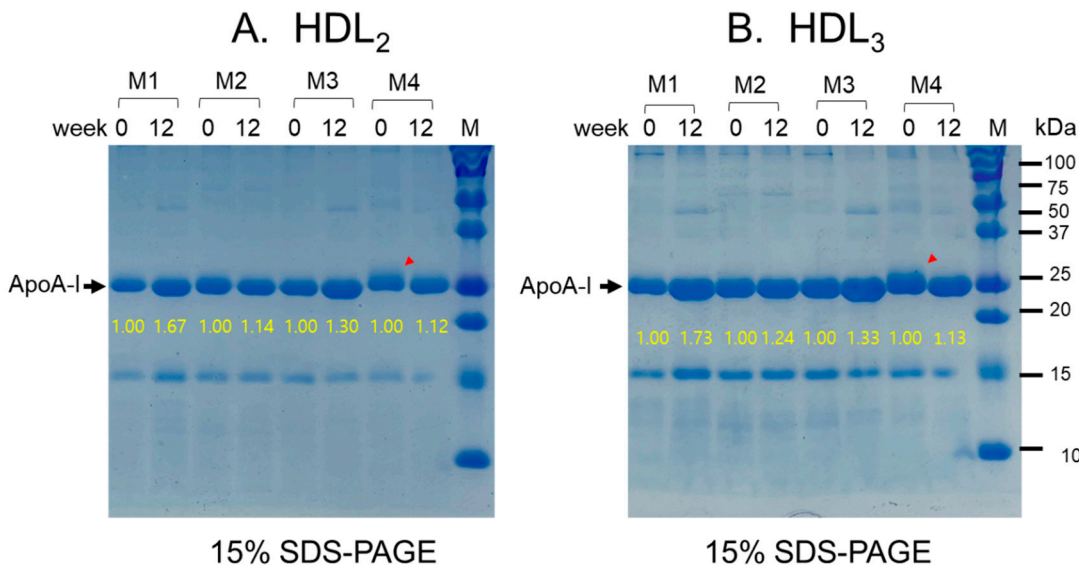 A. HDL2
M1 M2 M3 M4
week 0 12 0 12 0 12 0 12 M
ApoA-I
1.00 1.67 1.00 1.14 1.00 1.30 1.00 1.12
15% SDS-PAGE
B. HDL3
M1 M2 M3 M4
week 0 12 0 12 0 12 0 12 M kDa
100
75
50
37
ApoA-I
25
20
1.00 1.73 1.00 1.24 1.00 1.33 1.00 1.13
15
10
15% SDS-PAGE